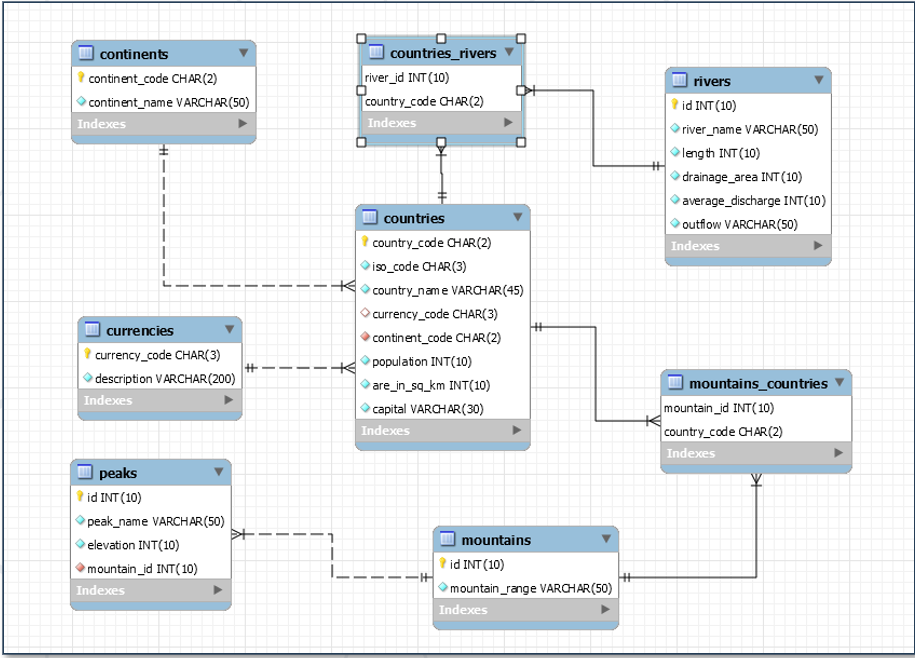 continents
continent_code CHAR(2)
continent_name VARCHAR(50)
Indexes
countries_rivers
river_id INT(10)
country_code CHAR(2)
Indexes
rivers
id INT(10)
river_name VARCHAR(50)
length INT(10)
drainage_area INT(10)
average_discharge INT(10)
outflow VARCHAR(50)
Indexes
countries
country_code CHAR(2)
iso_code CHAR(3)
country_name VARCHAR(45)
currency_code CHAR(3)
continent_code CHAR(2)
population INT(10)
are_in_sq_km INT(10)
capital VARCHAR(30)
Indexes
currencies
currency_code CHAR(3)
description VARCHAR(200)
Indexes
mountains_countries
mountain_id INT(10)
country_code CHAR(2)
Indexes
peaks
id INT(10)
peak_name VARCHAR(50)
elevation INT(10)
mountain_id INT(10)
Indexes
mountains
id INT(10)
mountain_range VARCHAR(50)
Indexes